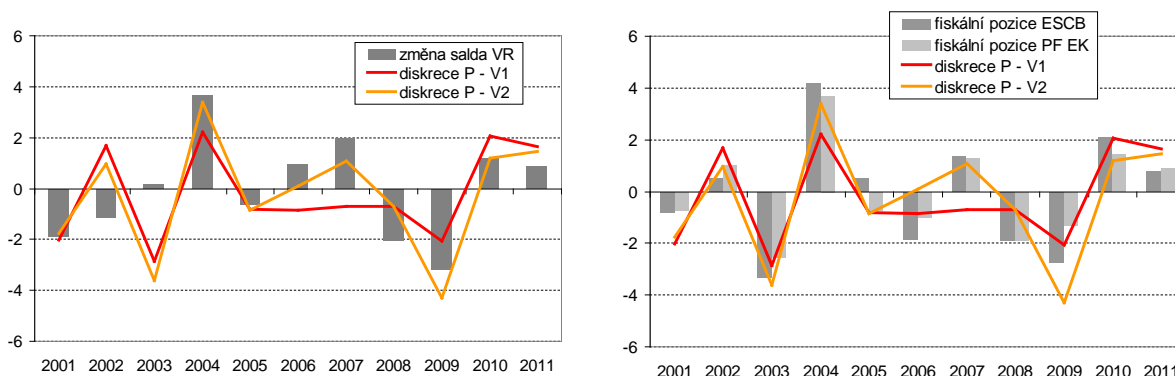 6
4
2
0
-2
-4
-6
změna salda VR
diskrece P - V1
diskrece P - V2
2001 2002 2003 2004 2005 2006 2007 2008 2009 2010 2011
6
4
2
0
-2
-4
-6
fiskální pozice ESCB
fiskální pozice PF EK
diskrece P - V1
diskrece P - V2
2001 2002 2003 2004 2005 2006 2007 2008 2009 2010 2011